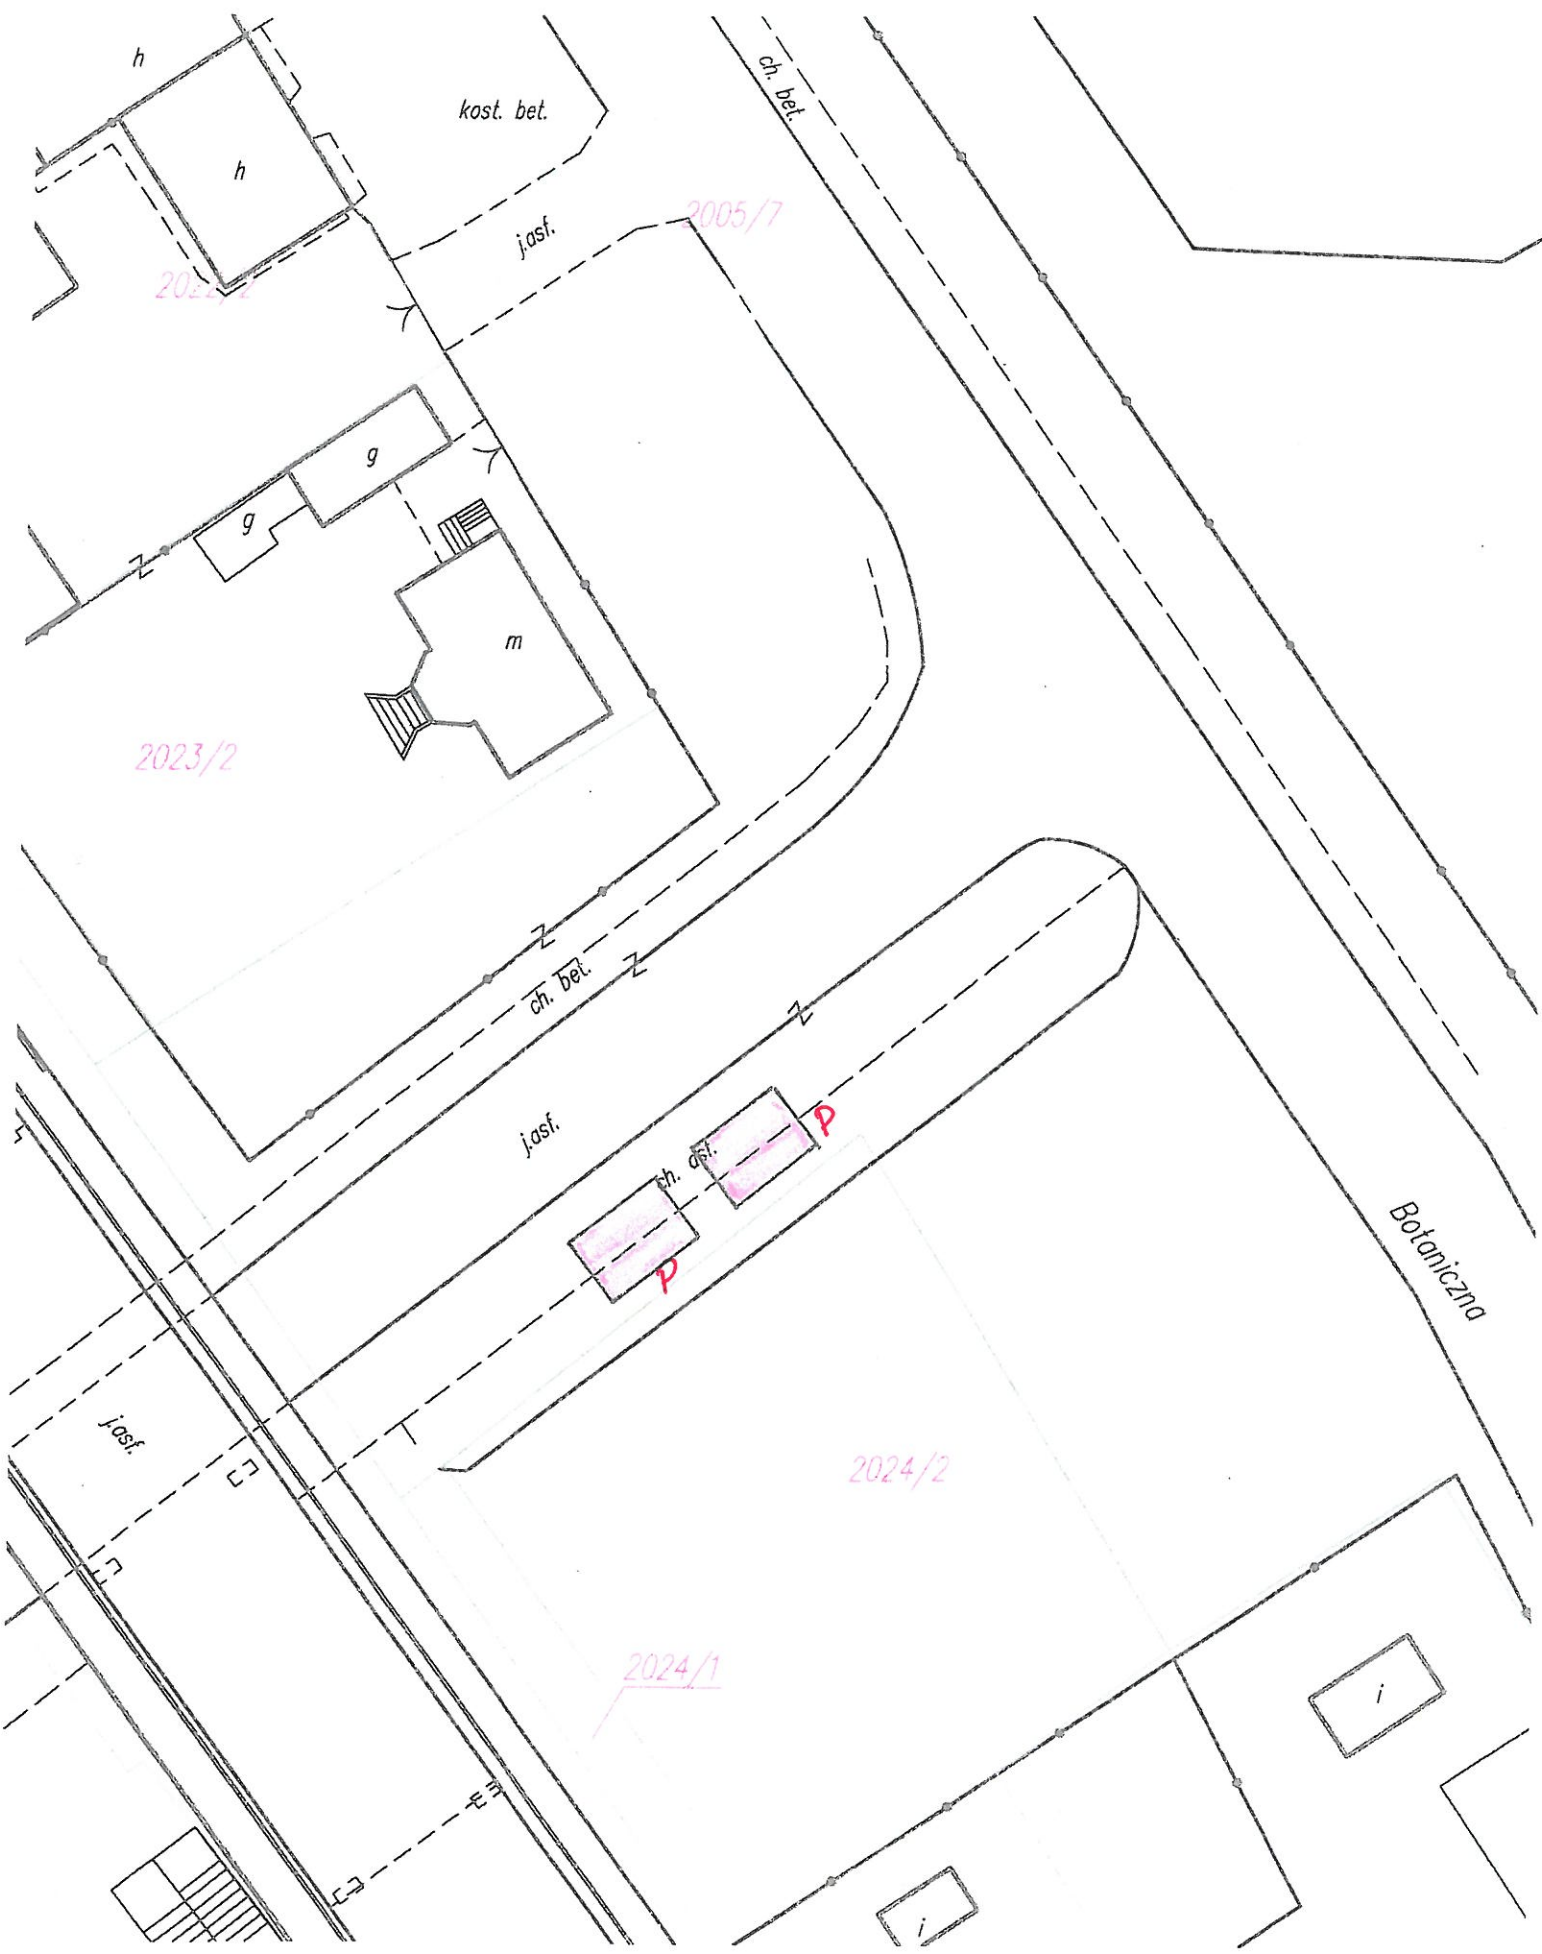 h
kost. bet.
ch. bet.
h
2005/7
j.asf.
g
g
m
2023/2
ch. bet.
j.asf.
P
ch. ast.
P
Botaniczna
j.asf.
2024/2
2024/1
i
i